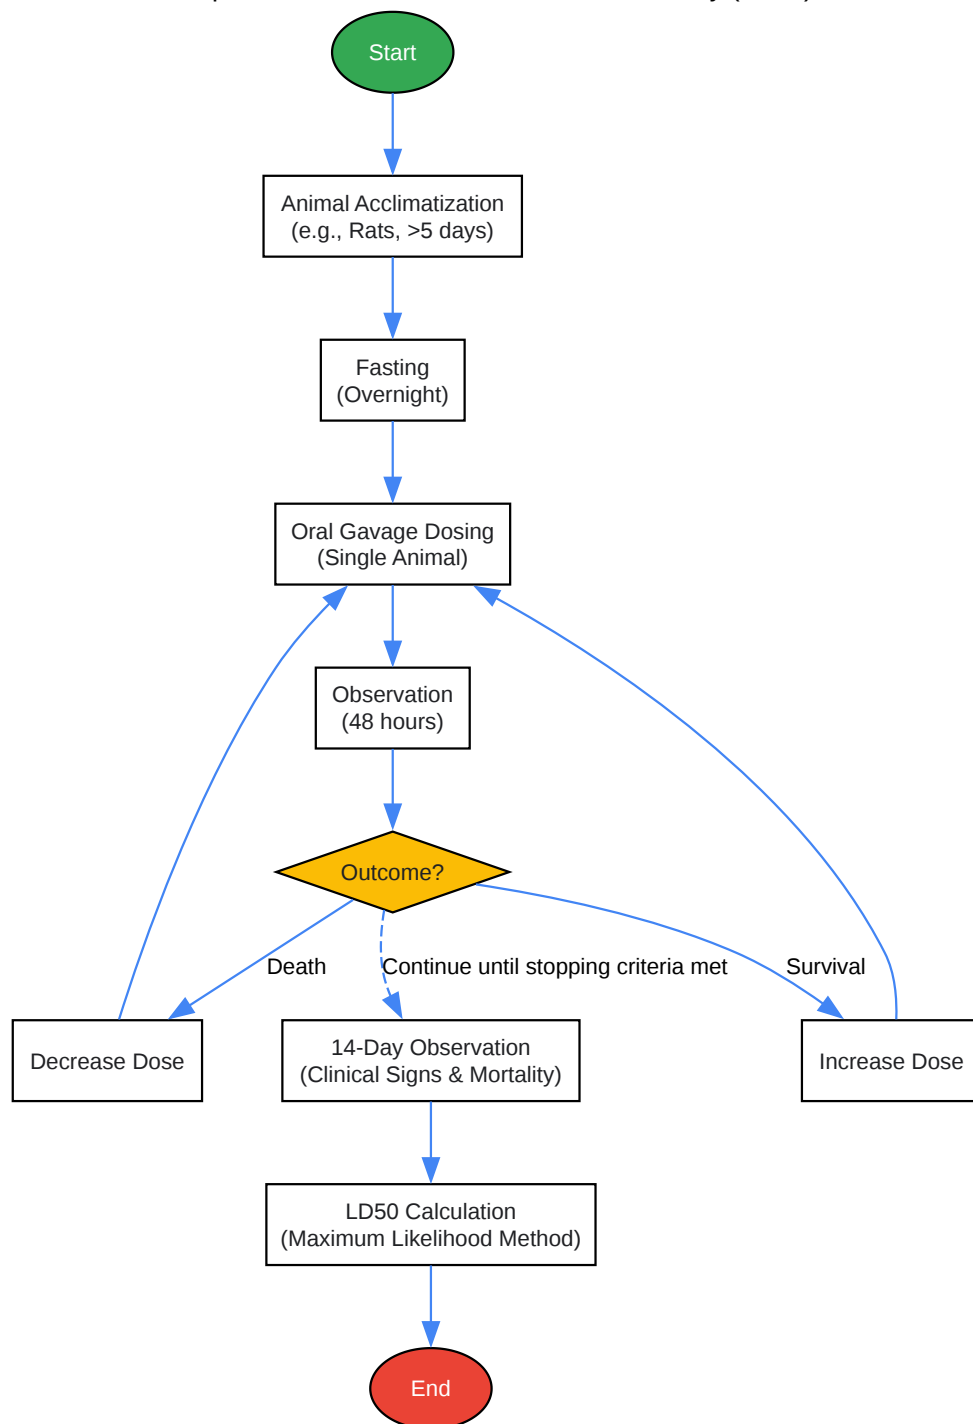 Start
Animal Acclimatization
(e.g., Rats, >5 days)
Fasting
(Overnight)
Oral Gavage Dosing
(Single Animal)
Observation
(48 hours)
Outcome?
Death
Continue until stopping criteria met
Survival
Decrease Dose
14-Day Observation
(Clinical Signs & Mortality)
Increase Dose
LD50 Calculation
(Maximum Likelihood Method)
End